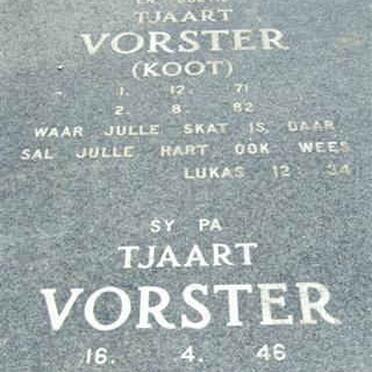 TJAART
VORSTER
(KOOT)
1. 12. 71
2. 8. 82
WAAR JULLE SKAT IS, DAAR
SAL JULLE HART OOK WEES
LUKAS 12 : 34
SY PA
TJAART
VORSTER
16. 4. 46